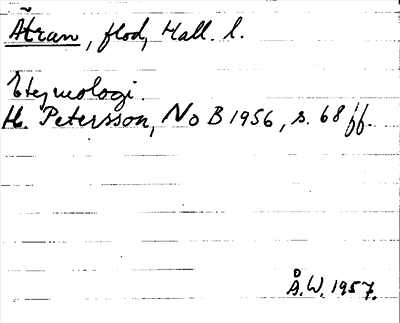 Ätran, flod, Hall. l.
Etymologi.
H. Petersson, NoB 1956, s. 68 ff.
Å.W. 1957.